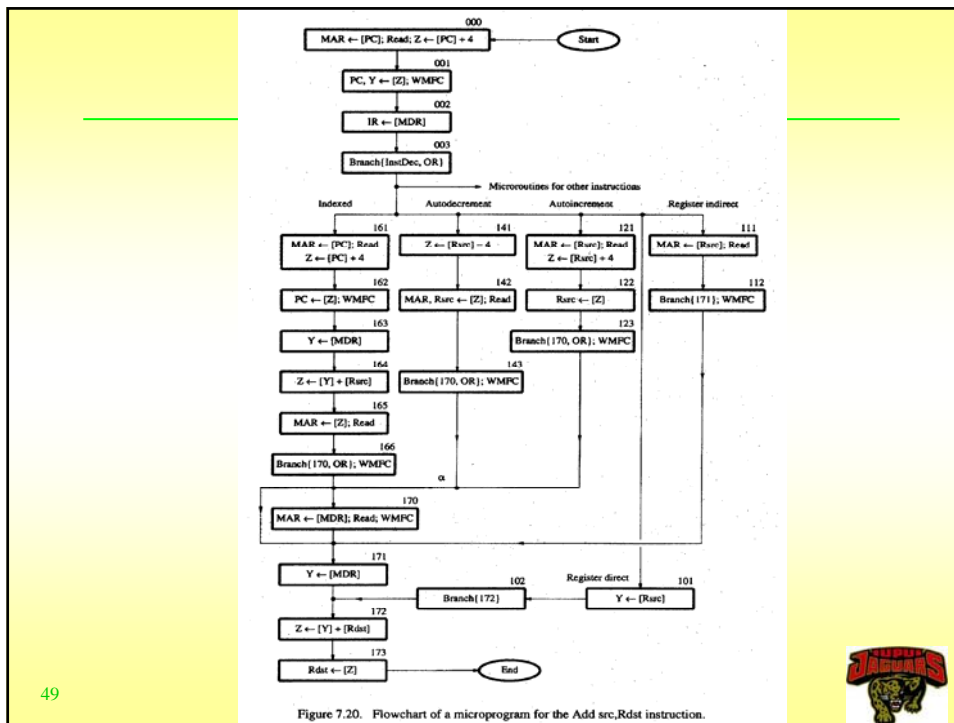 000
MAR ← [PC]; Read; Z ← [PC] + 4
Start
001
PC, Y ← [Z]; WMFC
002
IR ← [MDR]
003
Branch{InstDec, OR}
Microroutines for other instructions
Indexed
Autodecrement
Autoincrement
Register indirect
161
MAR ← [PC]; Read
Z ← [PC] + 4
141
Z ← [Rsrc] − 4
121
MAR ← [Rsrc]; Read
Z ← [Rsrc] + 4
111
MAR ← [Rsrc]; Read
162
PC ← [Z]; WMFC
142
MAR, Rsrc ← [Z]; Read
122
Rsrc ← [Z]
112
Branch{171}; WMFC
163
Y ← [MDR]
123
Branch{170, OR}; WMFC
164
Z ← [Y] + [Rsrc]
143
Branch{170, OR}; WMFC
165
MAR ← [Z]; Read
166
Branch{170, OR}; WMFC
α
170
MAR ← [MDR]; Read; WMFC
171
Y ← [MDR]
102
Branch{172}
Register direct
101
Y ← [Rsrc]
172
Z ← [Y] + [Rdst]
173
Rdst ← [Z]
End
49
Figure 7.20. Flowchart of a microprogram for the Add src,Rdst instruction.
IUPUI
JAGUARS